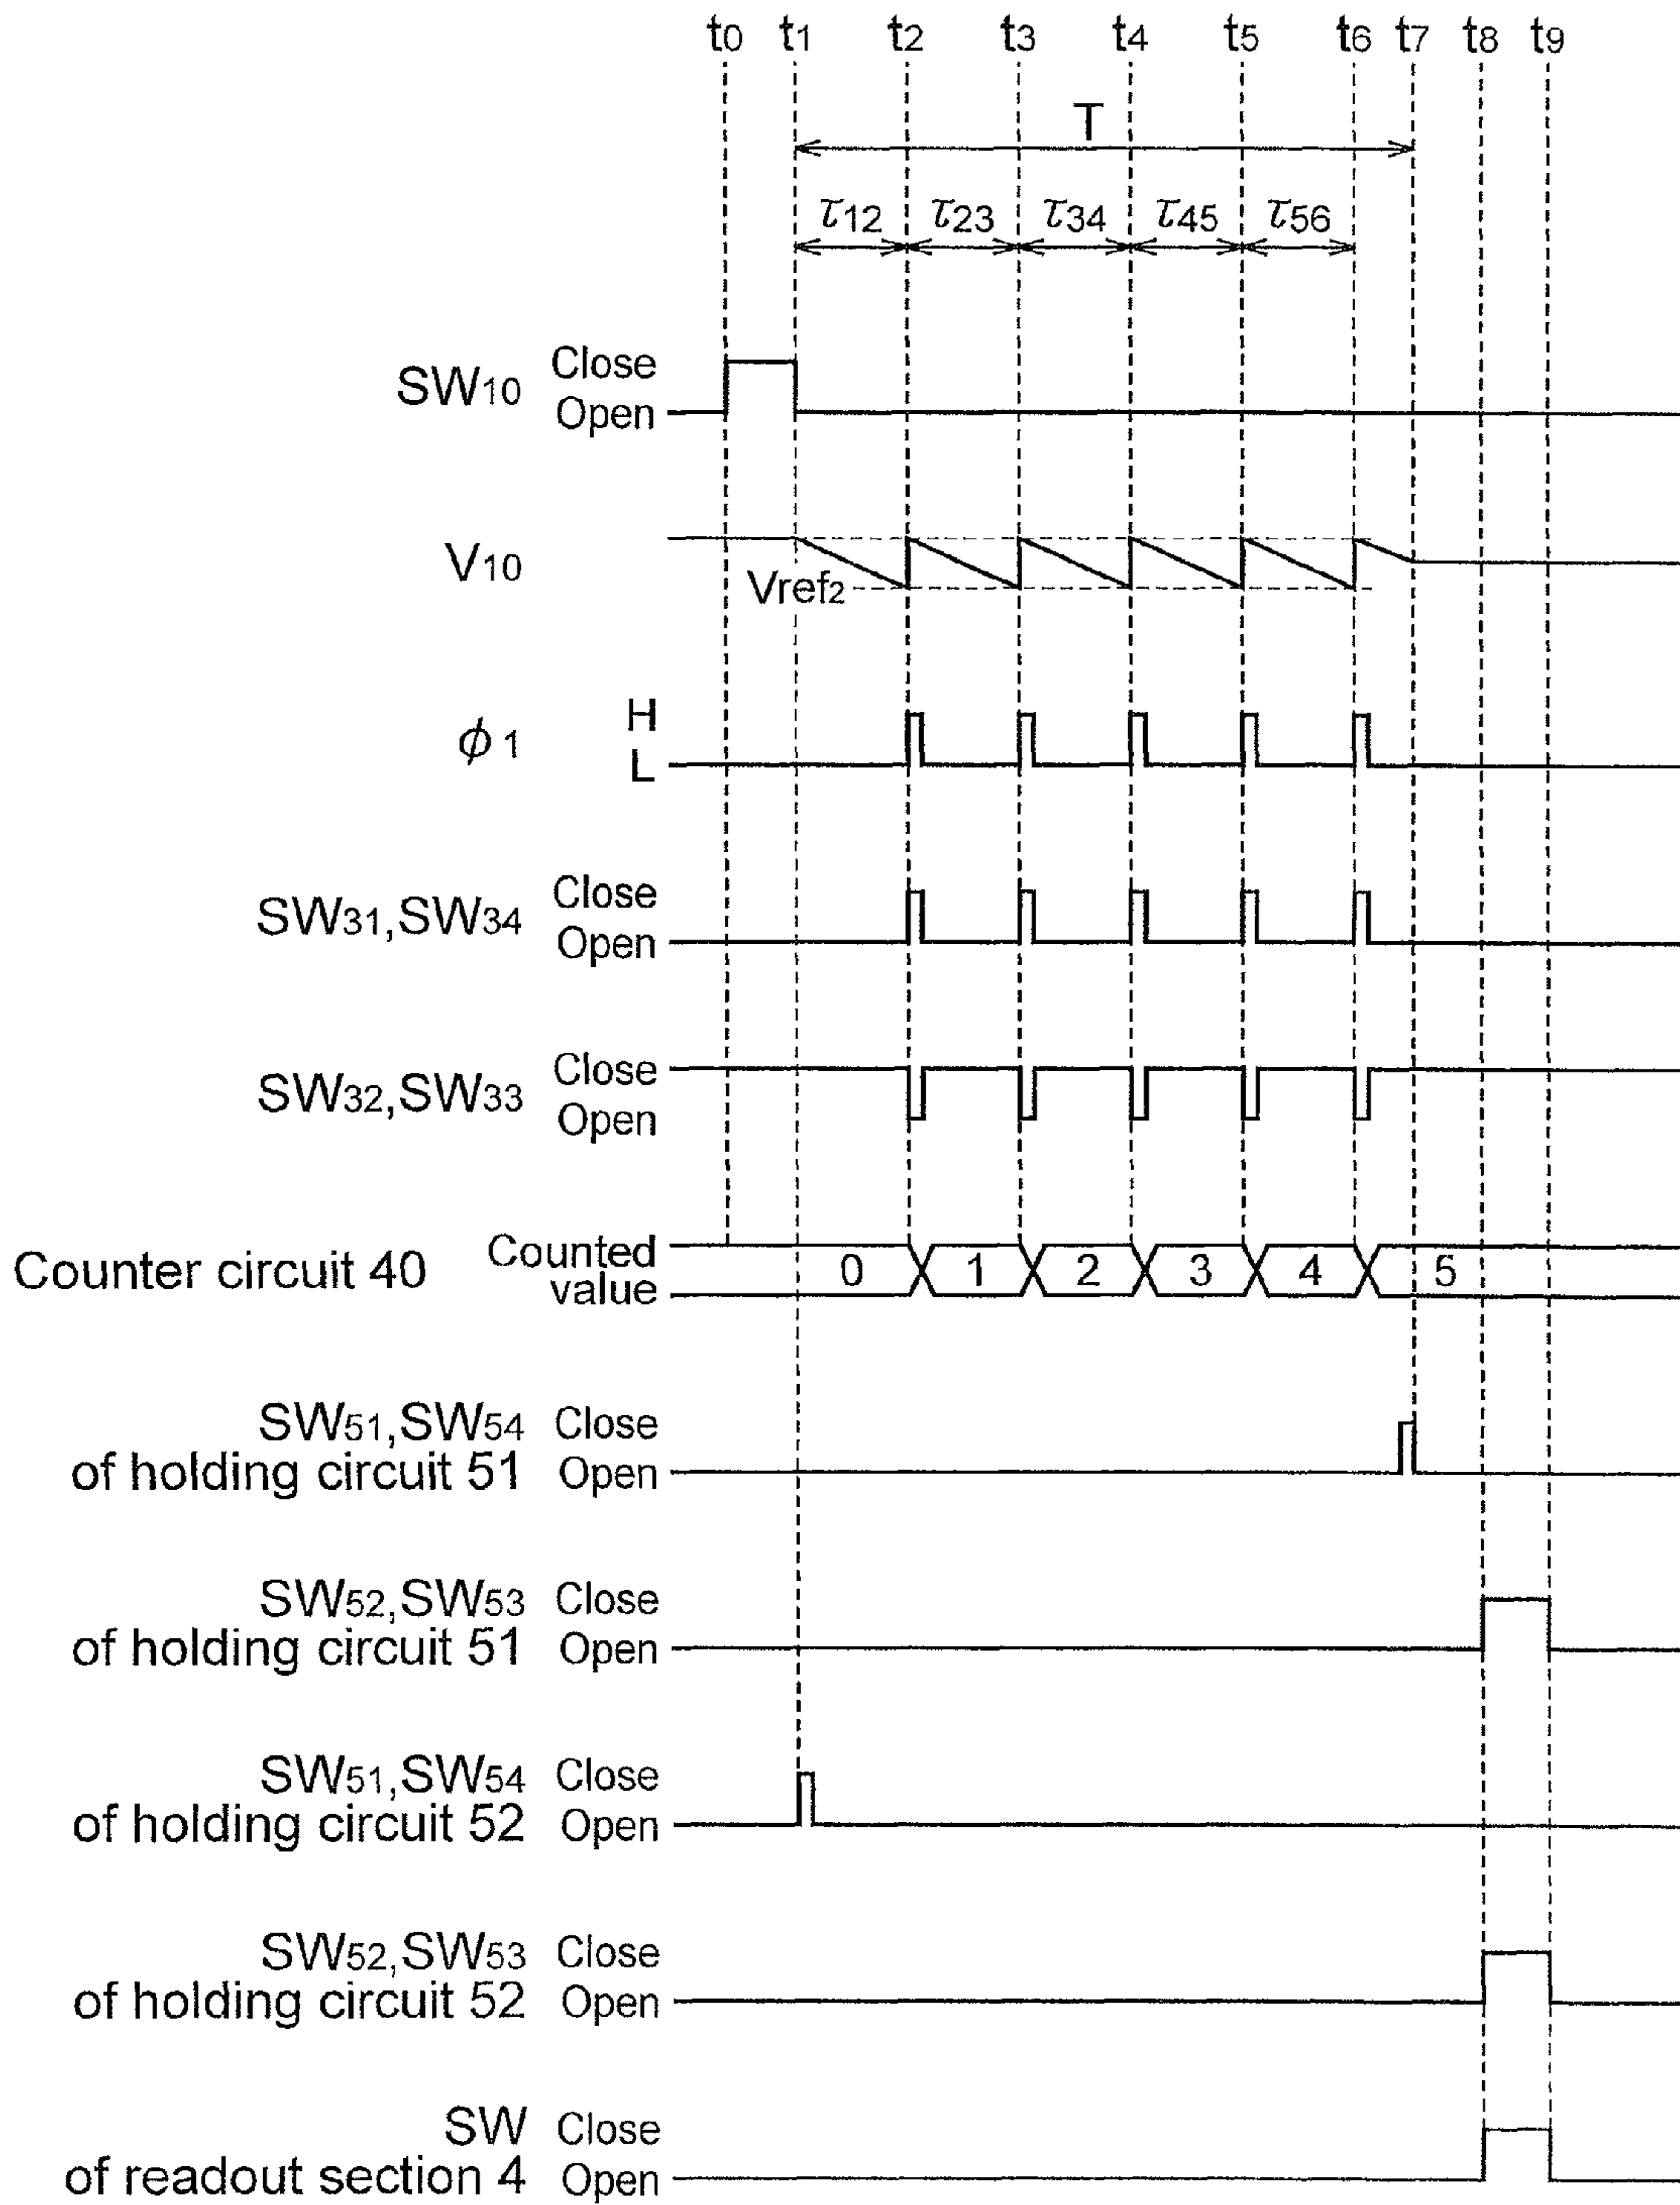 t0 t1 t2 t3 t4 t5 t6 t7 t8 t9
T
τ12 τ23 τ34 τ45 τ56
SW10 Close
Open
V10
Vref2
ϕ1 H
L
SW31,SW34 Close
Open
SW32,SW33 Close
Open
Counter circuit 40 Counted value 0 1 2 3 4 5
SW51,SW54 Close
of holding circuit 51 Open
SW52,SW53 Close
of holding circuit 51 Open
SW51,SW54 Close
of holding circuit 52 Open
SW52,SW53 Close
of holding circuit 52 Open
SW Close
of readout section 4 Open